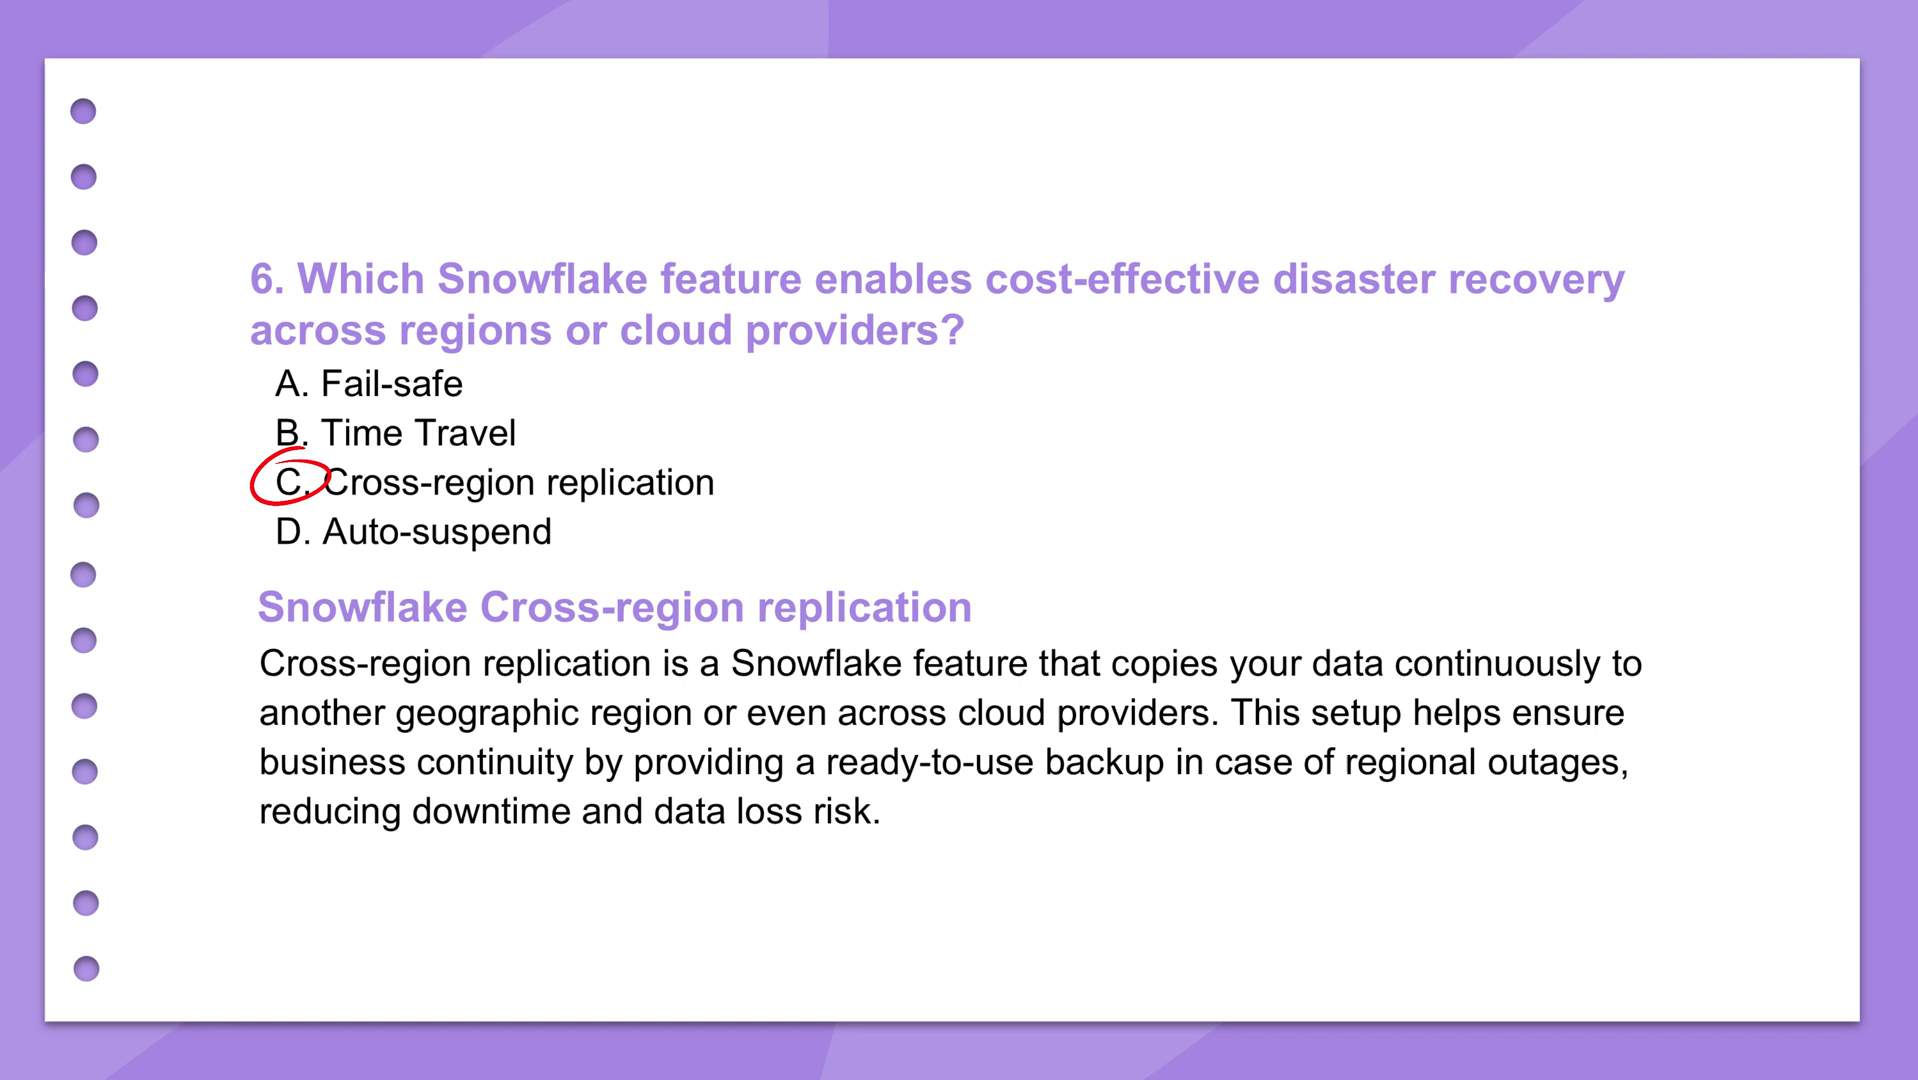 6. Which Snowflake feature enables cost-effective disaster recovery
across regions or cloud providers?
A. Fail-safe
B. Time Travel
C. Cross-region replication
D. Auto-suspend
Snowflake Cross-region replication
Cross-region replication is a Snowflake feature that copies your data continuously to
another geographic region or even across cloud providers. This setup helps ensure
business continuity by providing a ready-to-use backup in case of regional outages,
reducing downtime and data loss risk.